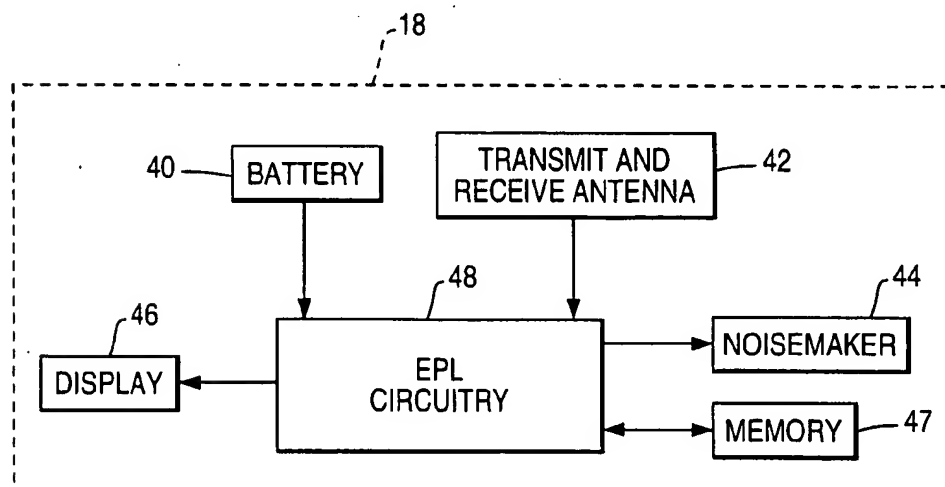 18
40
BATTERY
TRANSMIT AND
RECEIVE ANTENNA
42
48
44
46
EPL
CIRCUITRY
NOISEMAKER
DISPLAY
MEMORY
47